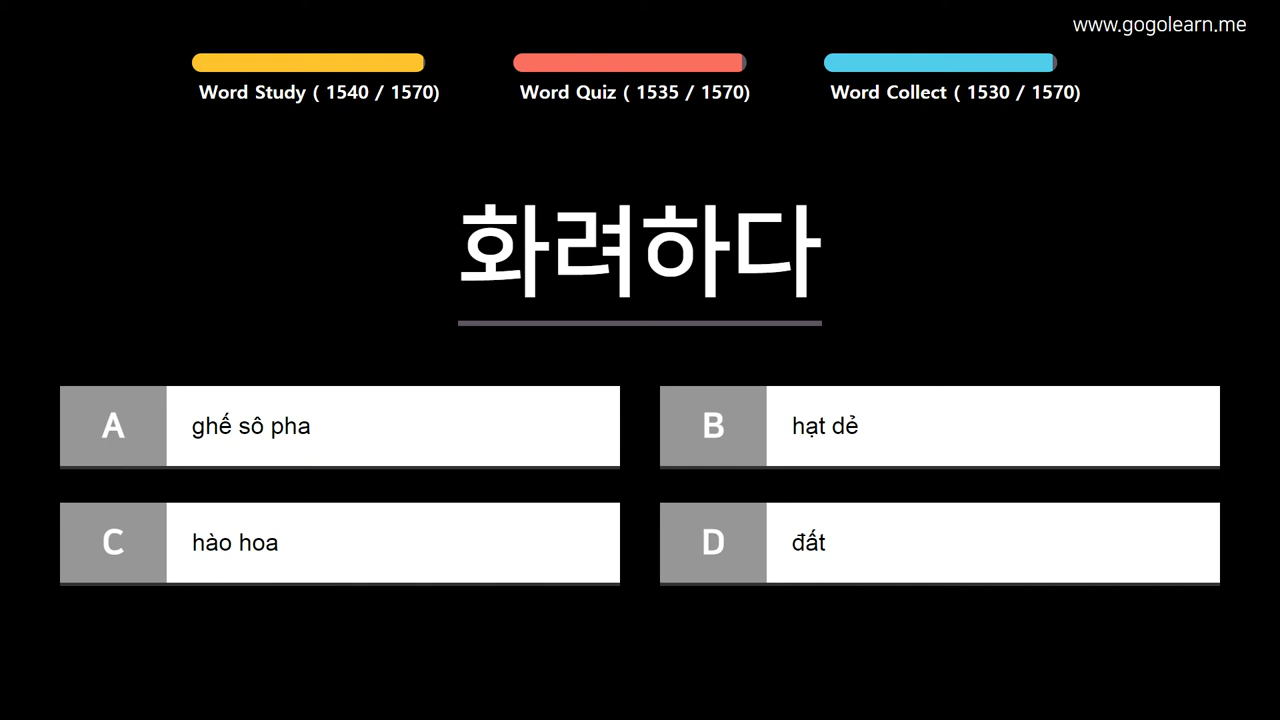 www.gogolearn.me
Word Study ( 1540 / 1570)
Word Quiz ( 1535 / 1570)
Word Collect ( 1530 / 1570)
화려하다
A ghế sô pha
B hạt dẻ
C hào hoa
D đất